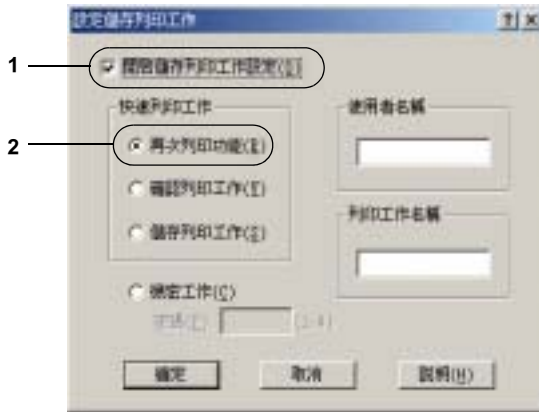 設定儲存列印工作
1
開啟儲存列印工作設定(J)
快速列印工作
使用者名稱
2
再次列印功能(R)
確認列印工作(Y)
列印工作名稱
儲存列印工作(S)
機密工作(C)
確定
取消
說明(H)